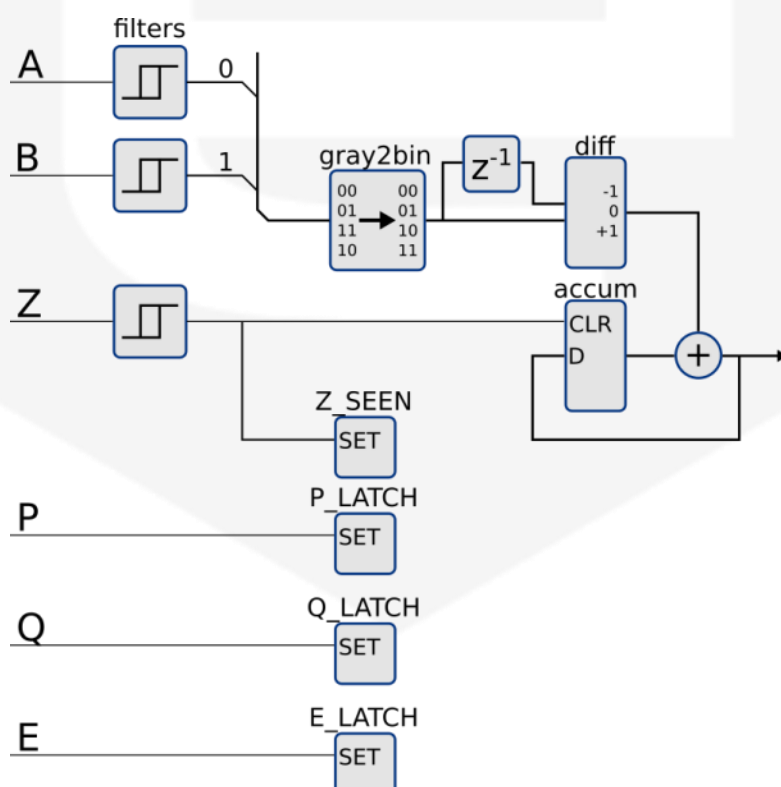 filters
A
0
B
1
gray2bin
00 00
01 01
11 10
10 11
z-1
diff
-1
0
+1
Z
accum
CLR
D
+
Z_SEEN
SET
P
P_LATCH
SET
Q
Q_LATCH
SET
E
E_LATCH
SET